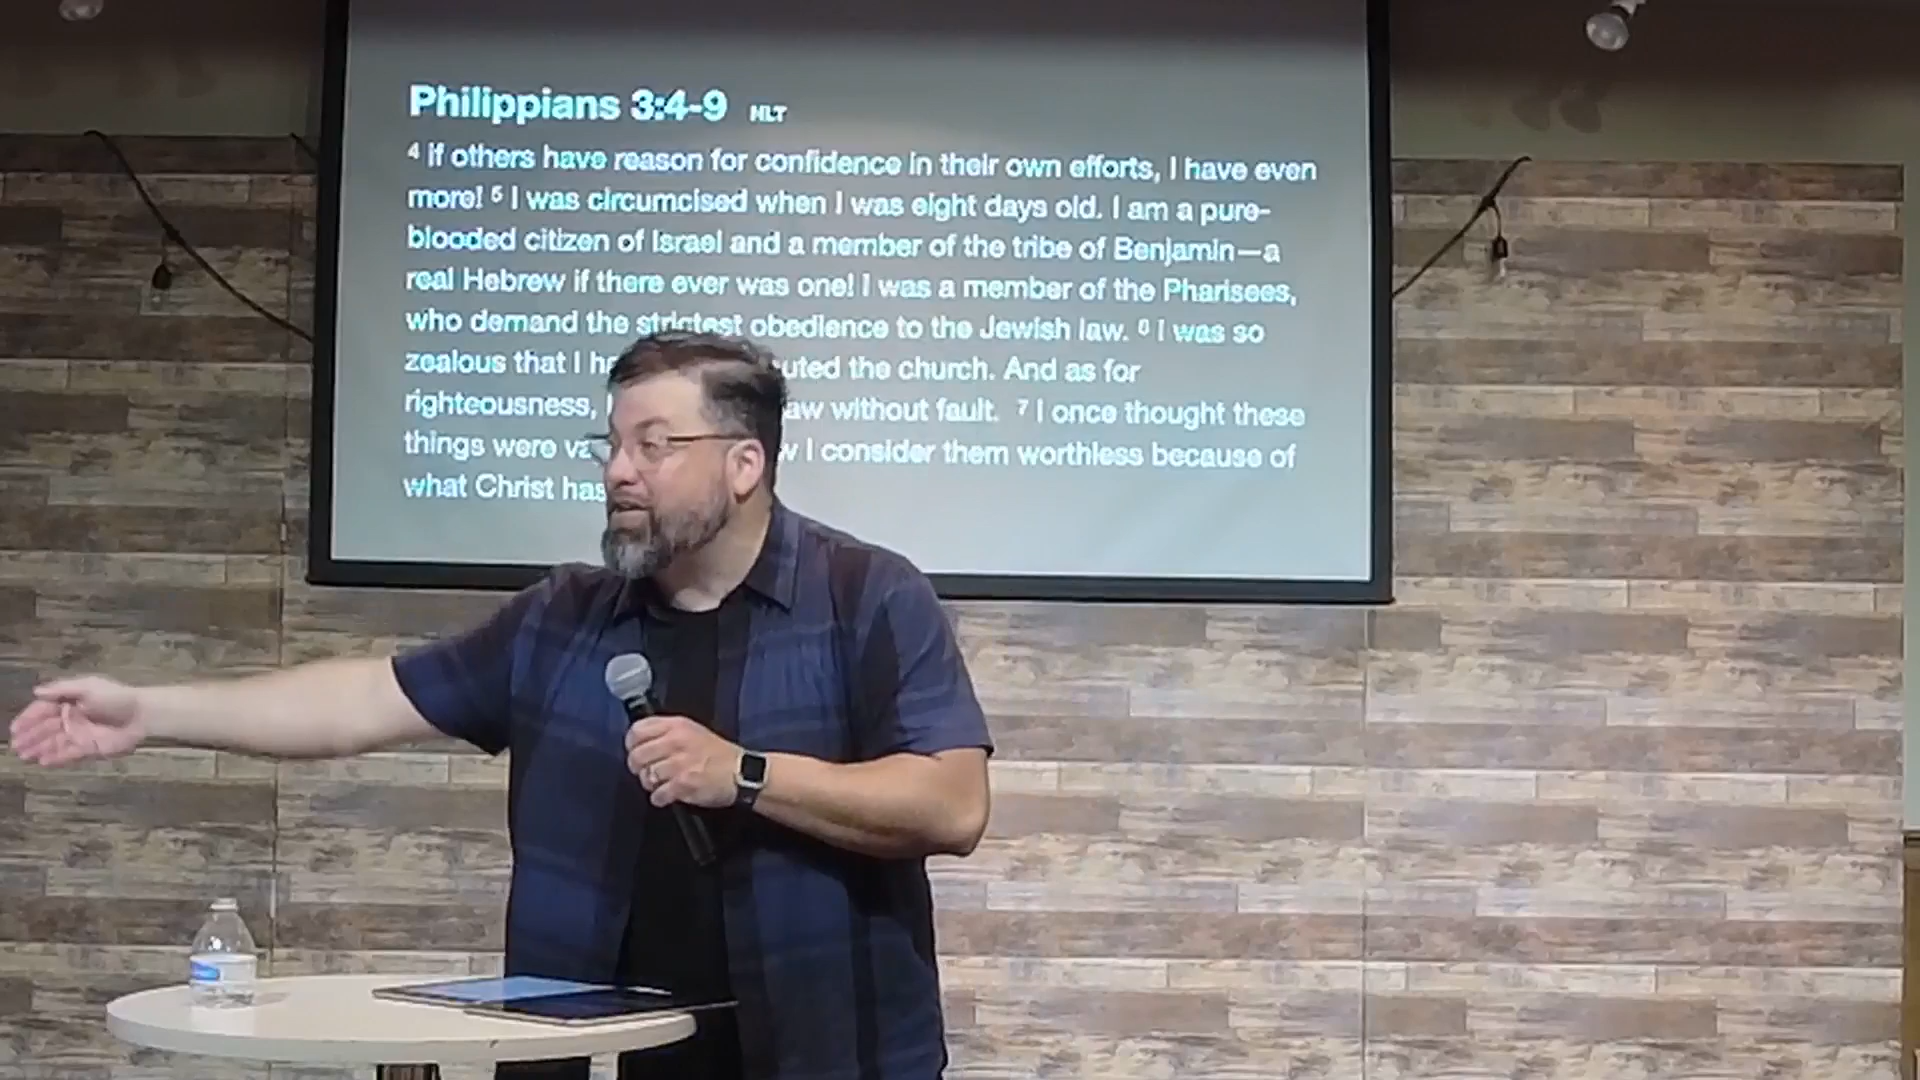 Philippians 3:4-9 NLT
4 If others have reason for confidence in their own efforts, I have even
more! 5 I was circumcised when I was eight days old. I am a pure-
blooded citizen of Israel and a member of the tribe of Benjamin—a
real Hebrew if there ever was one! I was a member of the Pharisees,
who demand the strictest obedience to the Jewish law. 6 I was so
zealous that I ha uted the church. And as for
righteousness, aw without fault. 7 I once thought these
things were va w I consider them worthless because of
what Christ has